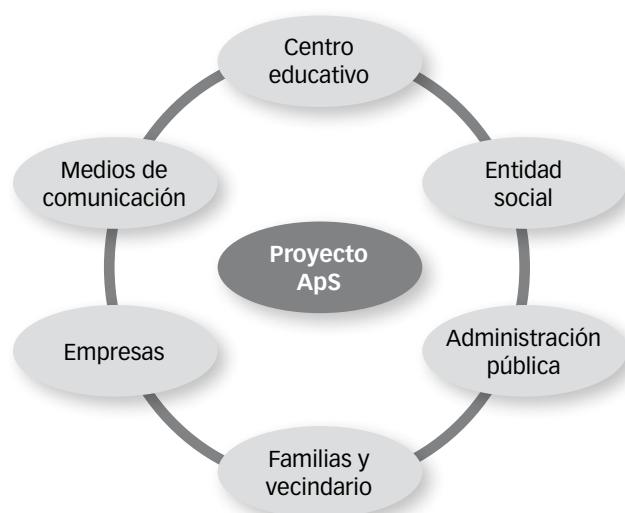 Centro
educativo
Medios de
comunicación
Entidad
social
Proyecto
ApS
Empresas
Administración
pública
Familias y
vecindario